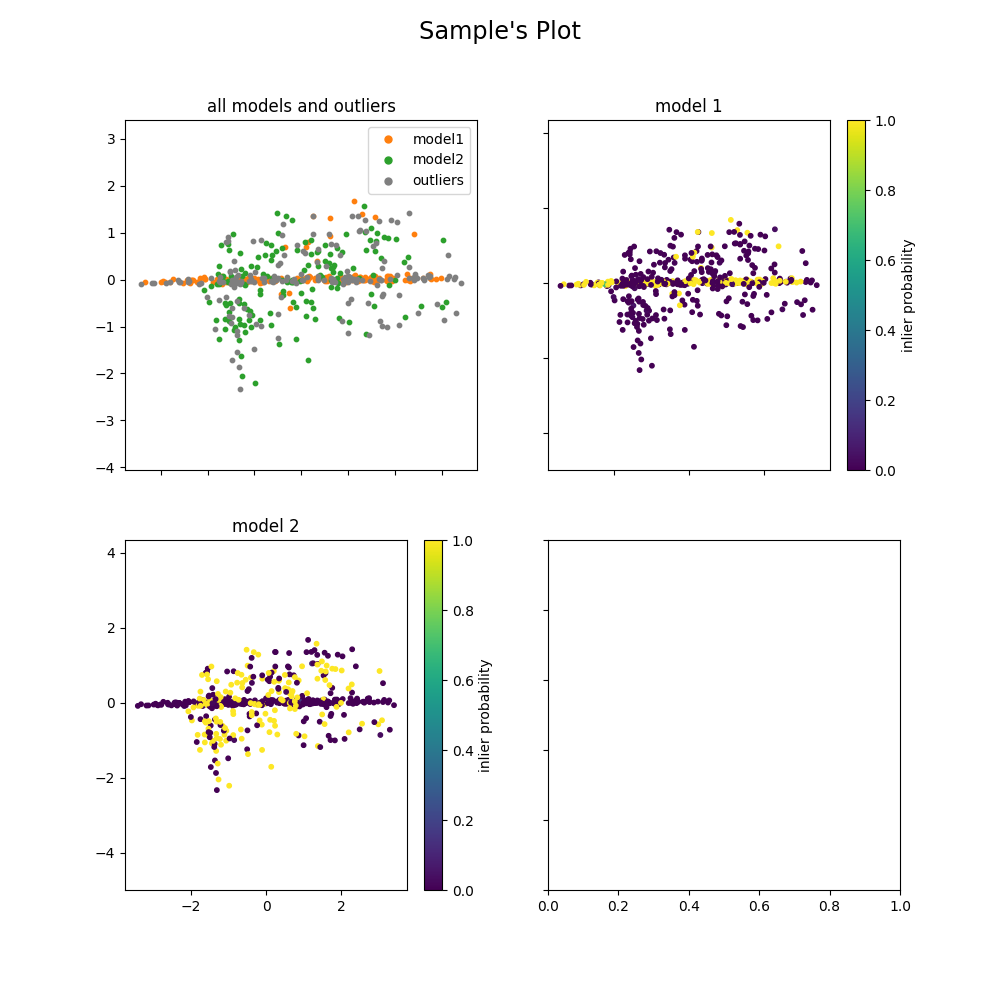 Sample's Plot
all models and outliers
3
2
1
0
−1
−2
−3
−4
model1
model2
outliers
model 1
1.0
0.8
0.6
0.4
0.2
0.0
inlier probability
model 2
4
2
0
−2
−4
−2 0 2
1.0
0.8
0.6
0.4
0.2
0.0
inlier probability
0.0 0.2 0.4 0.6 0.8 1.0